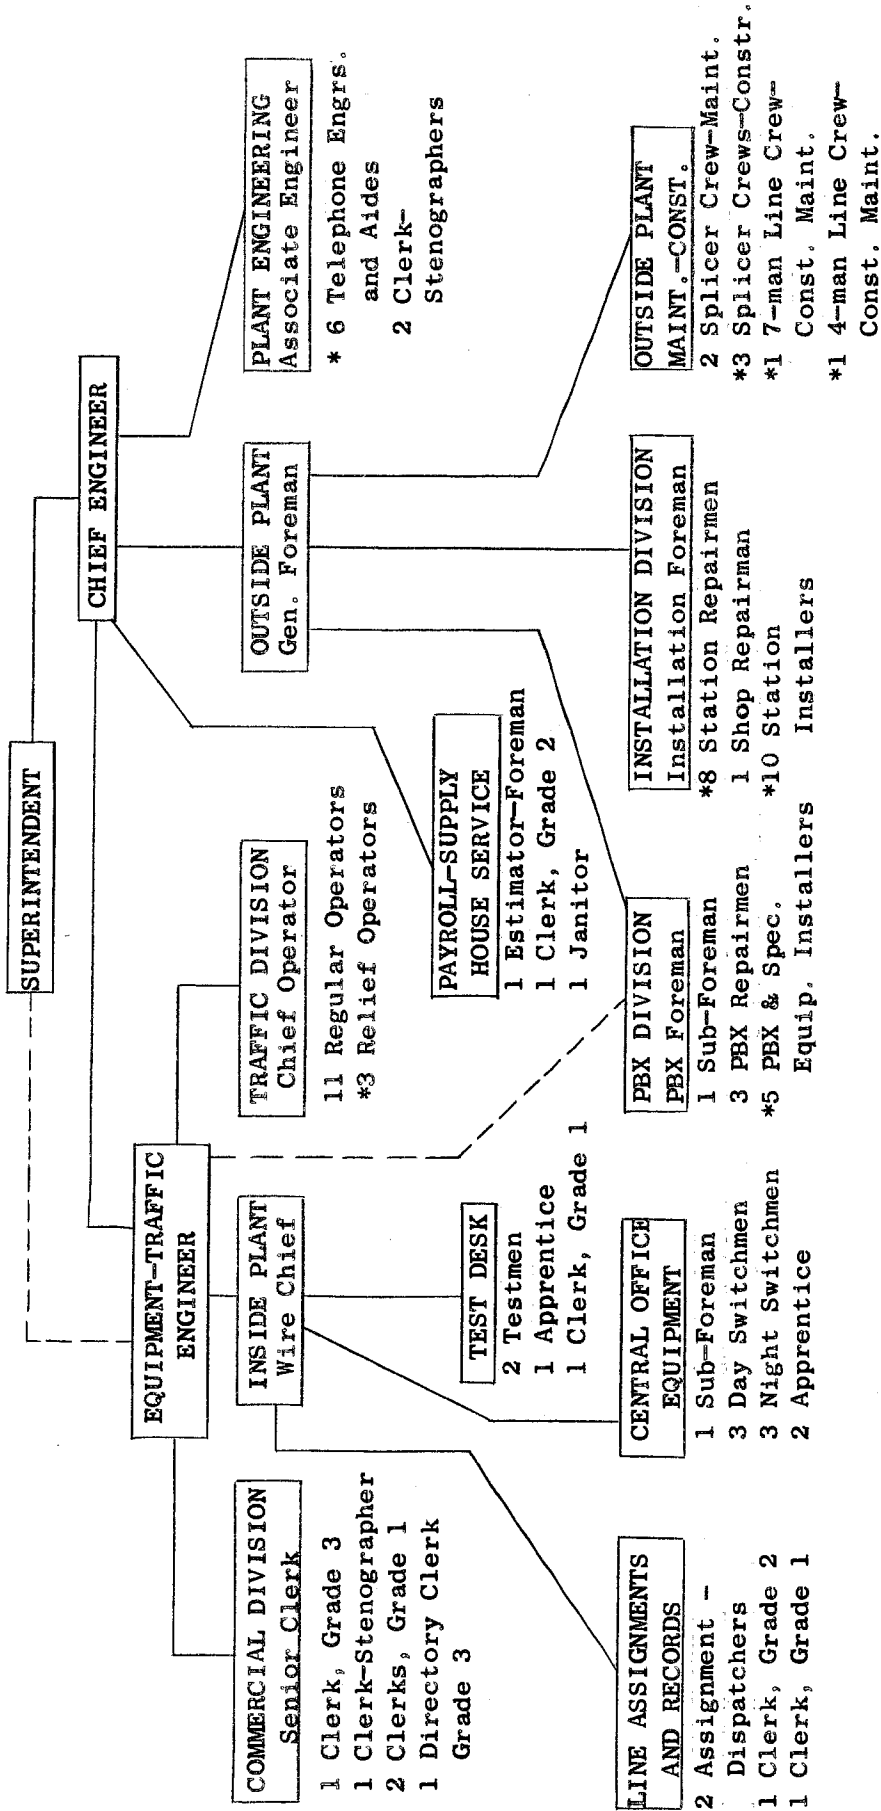 SUPERINTENDENT
CHIEF ENGINEER
EQUIPMENT-TRAFFIC
ENGINEER
COMMERCIAL DIVISION
Senior Clerk
1 Clerk, Grade 3
1 Clerk-Stenographer
2 Clerks, Grade 1
1 Directory Clerk
Grade 3
INSIDE PLANT
Wire Chief
TRAFFIC DIVISION
Chief Operator
11 Regular Operators
*3 Relief Operators
OUTSIDE PLANT
Gen. Foreman
PLANT ENGINEERING
Associate Engineer
* 6 Telephone Engrs.
and Aides
2 Clerk-
Stenographers
TEST DESK
2 Testmen
1 Apprentice
1 Clerk, Grade 1
PAYROLL-SUPPLY
HOUSE SERVICE
1 Estimator-Foreman
1 Clerk, Grade 2
1 Janitor
LINE ASSIGNMENTS
AND RECORDS
2 Assignment -
Dispatchers
1 Clerk, Grade 2
1 Clerk, Grade 1
CENTRAL OFFICE
EQUIPMENT
1 Sub-Foreman
3 Day Switchmen
3 Night Switchmen
2 Apprentice
PBX DIVISION
PBX Foreman
1 Sub-Foreman
3 PBX Repairmen
*5 PBX & Spec.
Equip. Installers
INSTALLATION DIVISION
Installation Foreman
*8 Station Repairmen
1 Shop Repairman
*10 Station
Installers
OUTSIDE PLANT
MAINT.-CONST.
2 Splicer Crew-Maint.
*3 Splicer Crews-Constr.
*1 7-man Line Crew-
Const. Maint.
*1 4-man Line Crew-
Const. Maint.